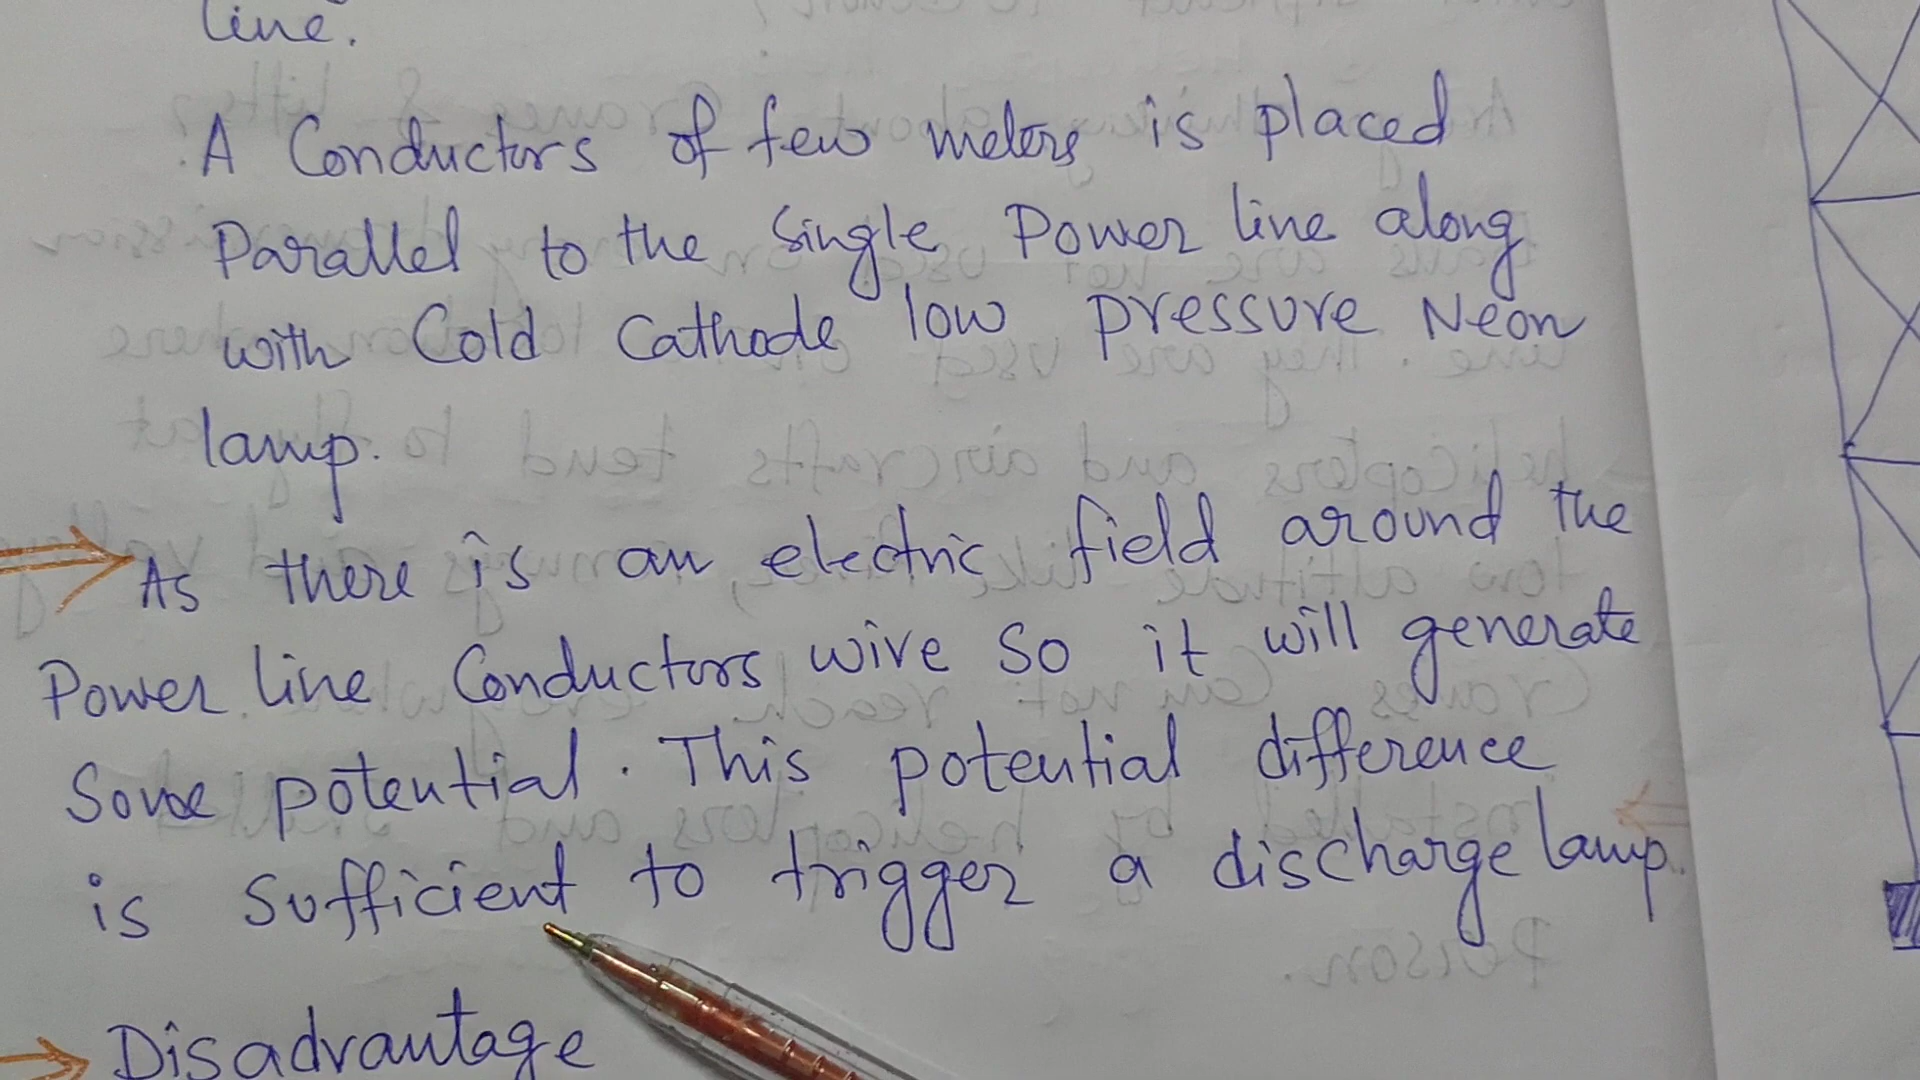 line.
A Conductors of few meters is placed
Parallel to the Single Power line along
with Cold Cathode low pressure Neon
lamp.
As there is an electric field around the
Power line Conductors wire So it will generate
Some potential. This potential difference
is Sufficient to trigger a discharge lamp.
Disadvantage